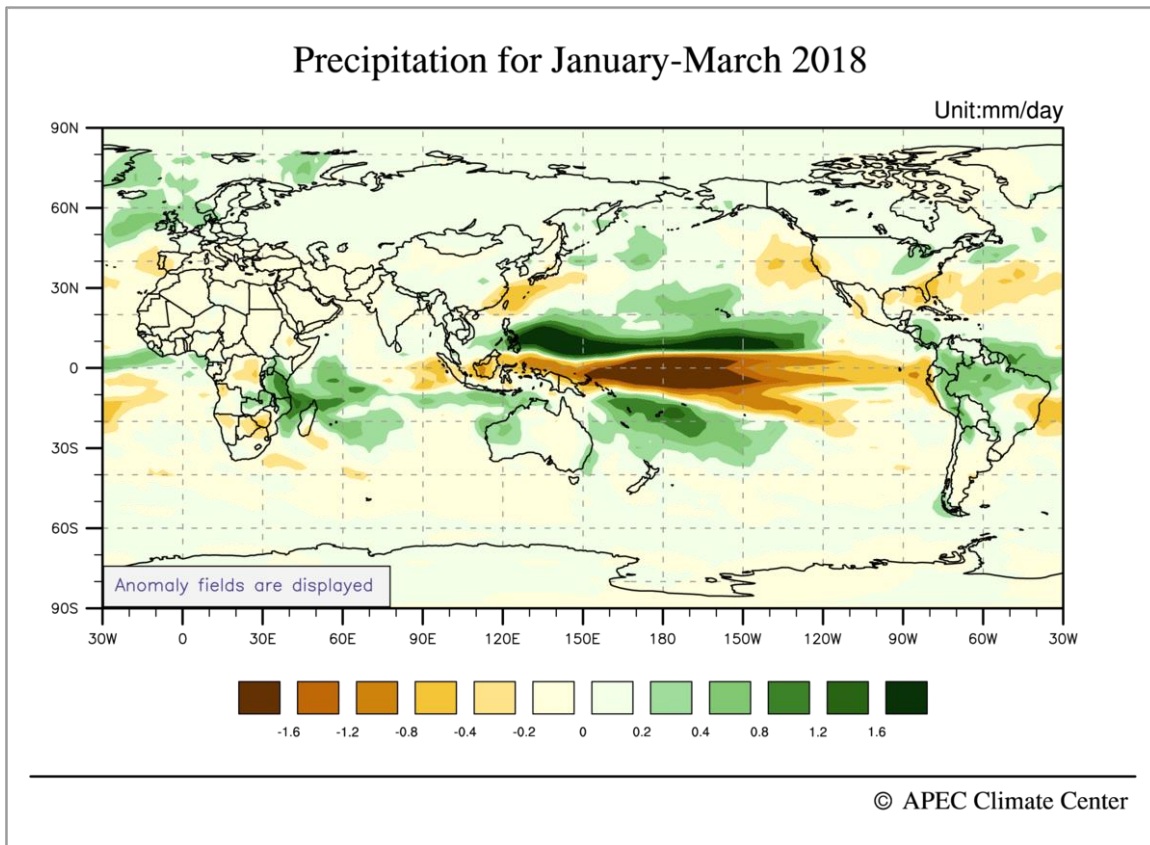 Precipitation for January-March 2018
Unit:mm/day
90N
60N
30N
0
30S
60S
90S
Anomaly fields are displayed
30W 0 30E 60E 90E 120E 150E 180 150W 120W 90W 60W 30W
-1.6 -1.2 -0.8 -0.4 -0.2 0 0.2 0.4 0.8 1.2 1.6
© APEC Climate Center